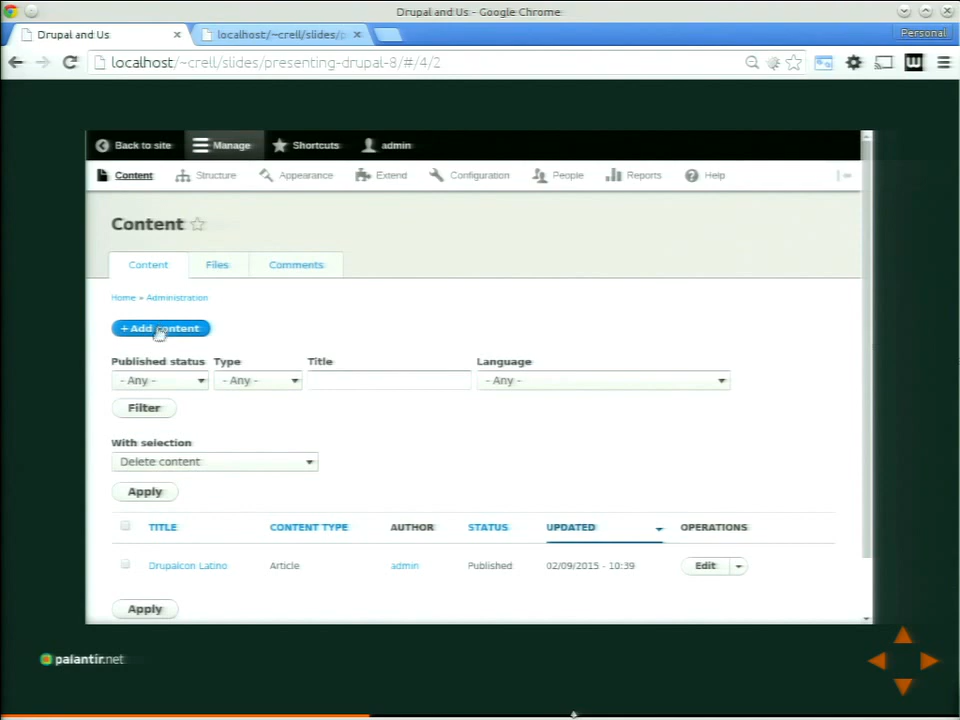 Drupal and Us - Google Chrome
Drupal and Us
localhost/~crell/slides/p
Personal
localhost/~crell/slides/presenting-drupal-8/#/4/2
W
Back to site
Manage
Shortcuts
admin
Content
Structure
Appearance
Extend
Configuration
People
Reports
Help
Content
Content
Files
Comments
Home » Administration
+ Add content
Published status
Type
Title
Language
- Any -
- Any -
- Any -
Filter
With selection
Delete content
Apply
TITLE
CONTENT TYPE
AUTHOR
STATUS
UPDATED
OPERATIONS
Drupalcon Latino
Article
admin
Published
02/09/2015 - 10:39
Edit
Apply
palantir.net